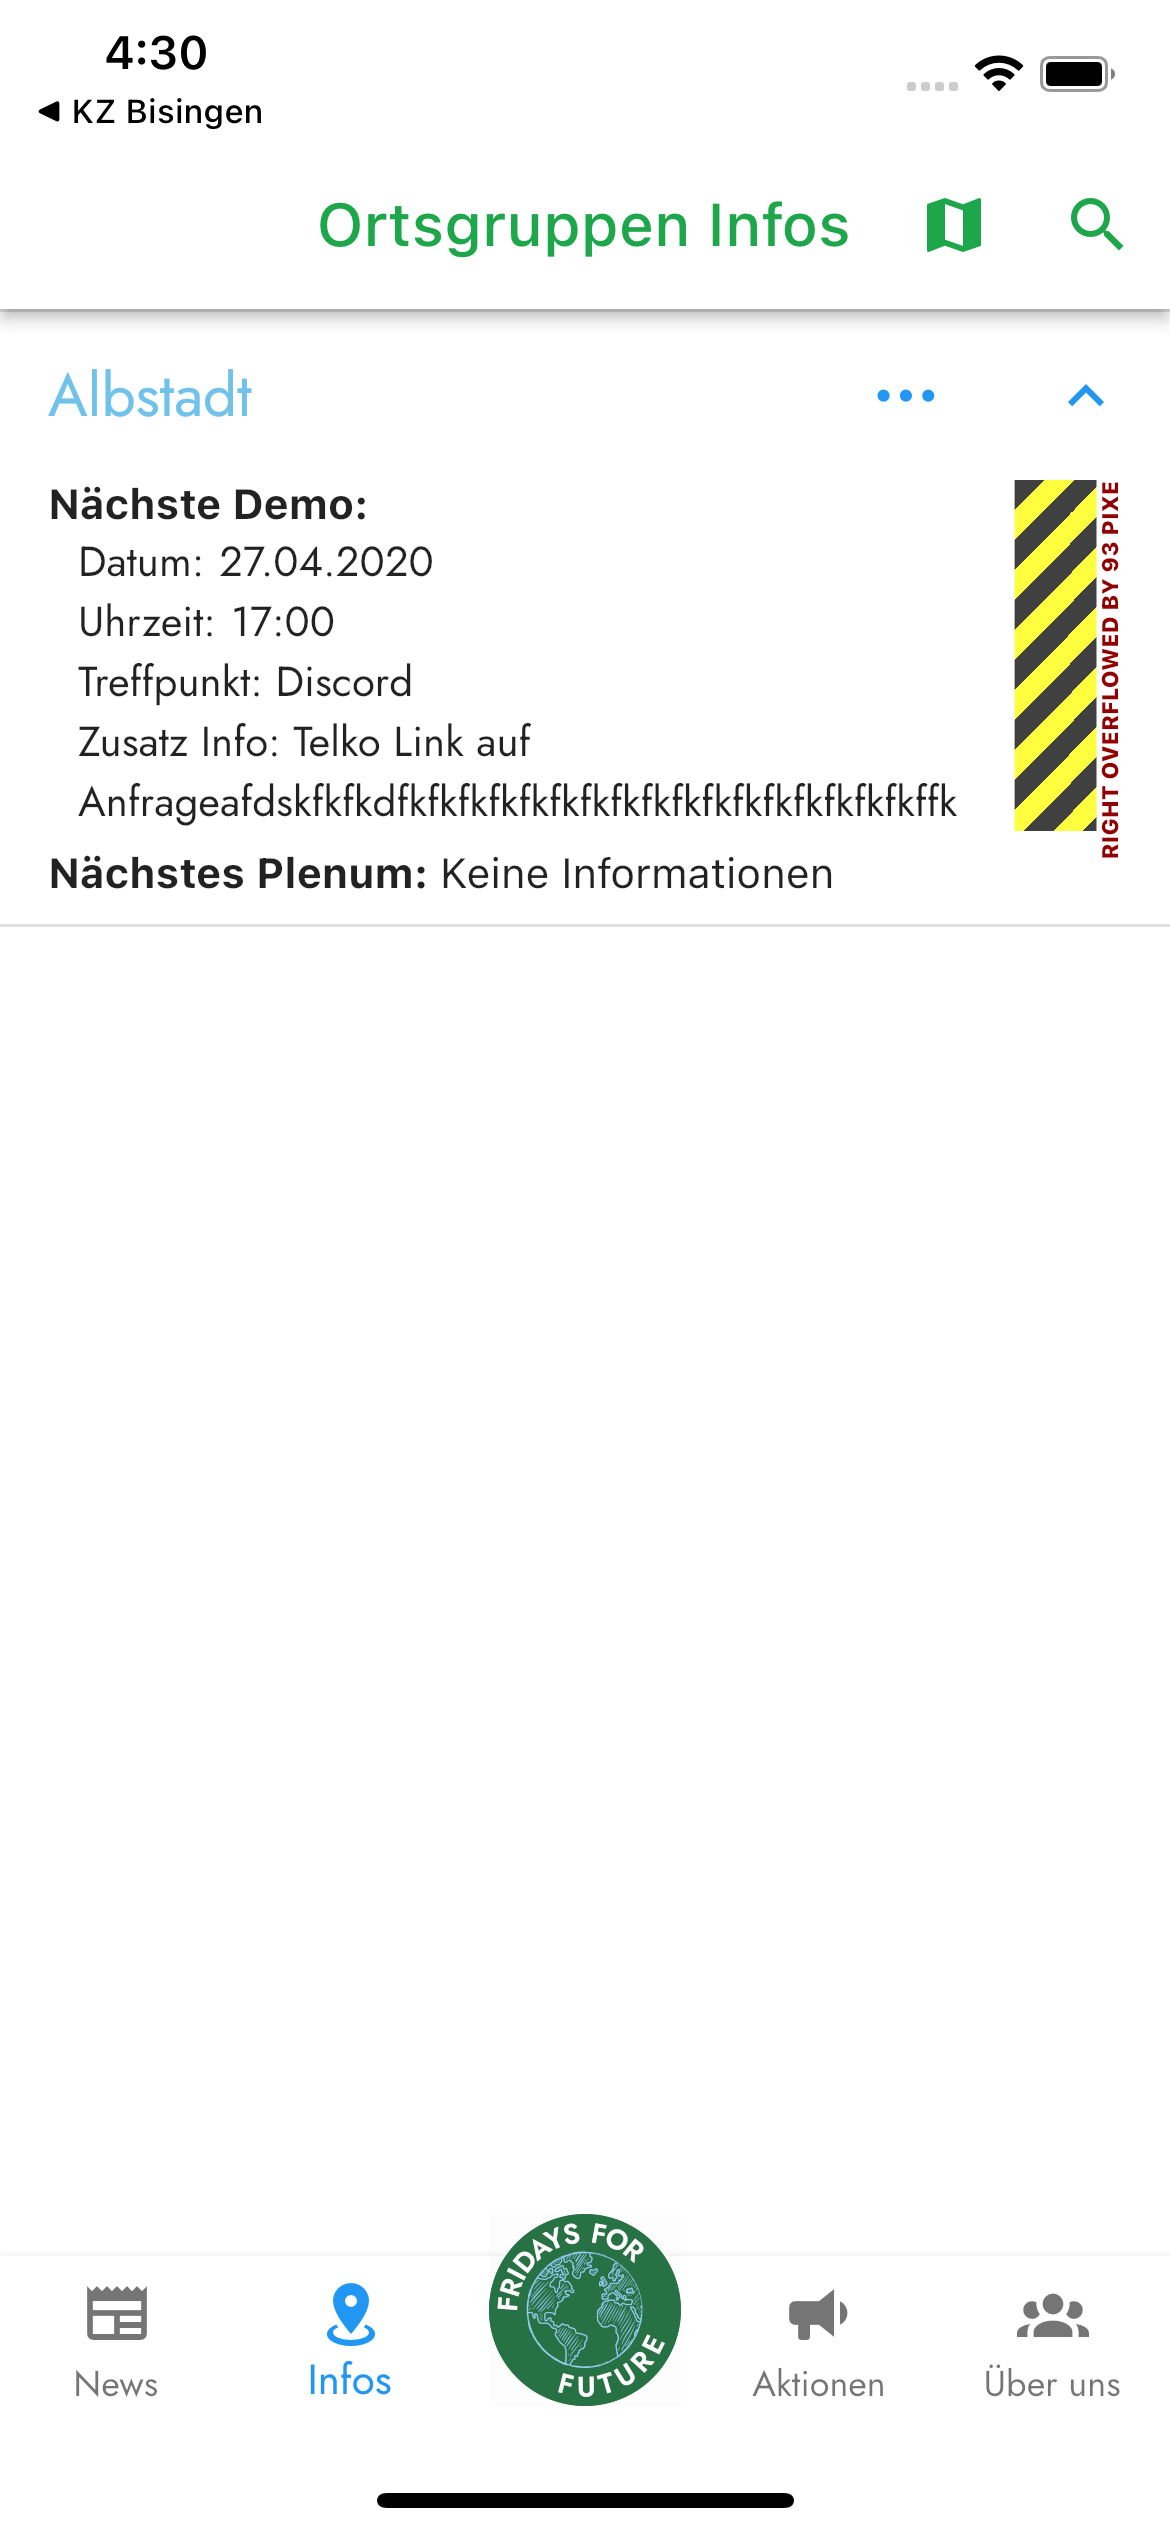 4:30
◀ KZ Bisingen
Ortsgruppen Infos
Albstadt
Nächste Demo:
Datum: 27.04.2020
Uhrzeit: 17:00
Treffpunkt: Discord
Zusatz Info: Telko Link auf
Anfrageafdskfkfkdfkfkfkfkfkfkfkfkfkfkfkfkfkfkfkfkffk
RIGHT OVERFLOWED BY 93 PIXE
Nächstes Plenum: Keine Informationen
FRIDAYS FOR
FUTURE
News
Infos
Aktionen
Über uns